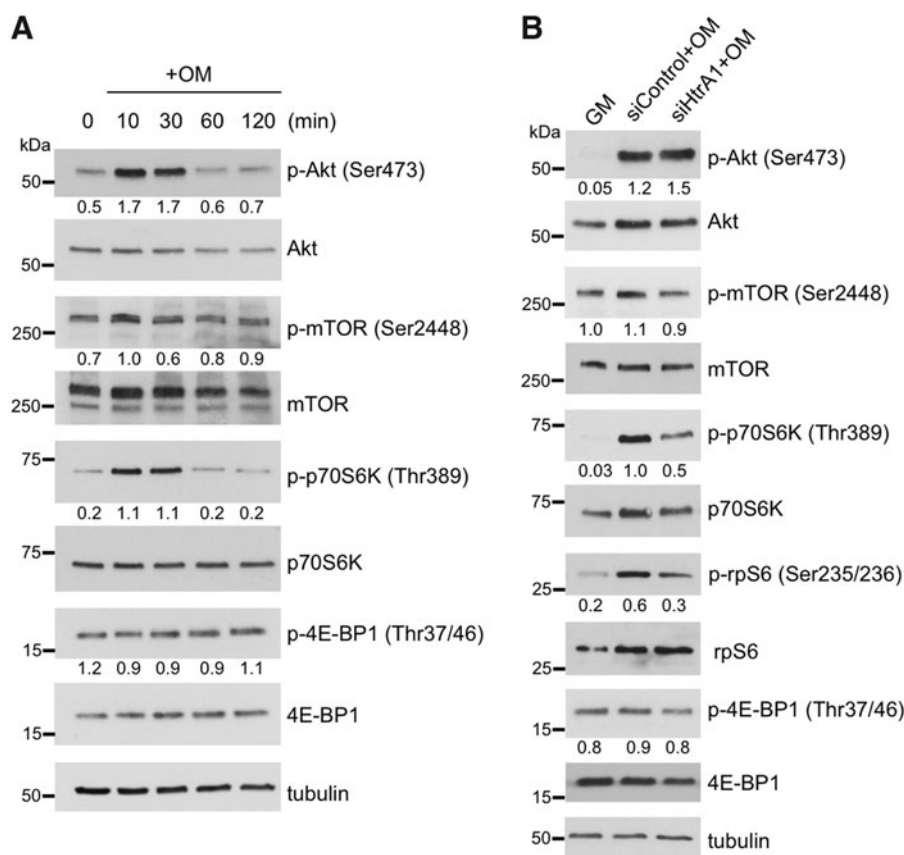 A
+OM
0 10 30 60 120 (min)
kDa
50
p-Akt (Ser473)
0.5 1.7 1.7 0.6 0.7
50
Akt
250
p-mTOR (Ser2448)
0.7 1.0 0.6 0.8 0.9
250
mTOR
75
p-p70S6K (Thr389)
0.2 1.1 1.1 0.2 0.2
75
p70S6K
15
p-4E-BP1 (Thr37/46)
1.2 0.9 0.9 0.9 1.1
15
4E-BP1
50
tubulin
B
GM
siControl+OM
siHtrA1+OM
kDa
50
p-Akt (Ser473)
0.05 1.2 1.5
50
Akt
250
p-mTOR (Ser2448)
1.0 1.1 0.9
250
mTOR
75
p-p70S6K (Thr389)
0.03 1.0 0.5
75
p70S6K
25
p-rpS6 (Ser235/236)
0.2 0.6 0.3
25
rpS6
15
p-4E-BP1 (Thr37/46)
0.8 0.9 0.8
15
4E-BP1
50
tubulin